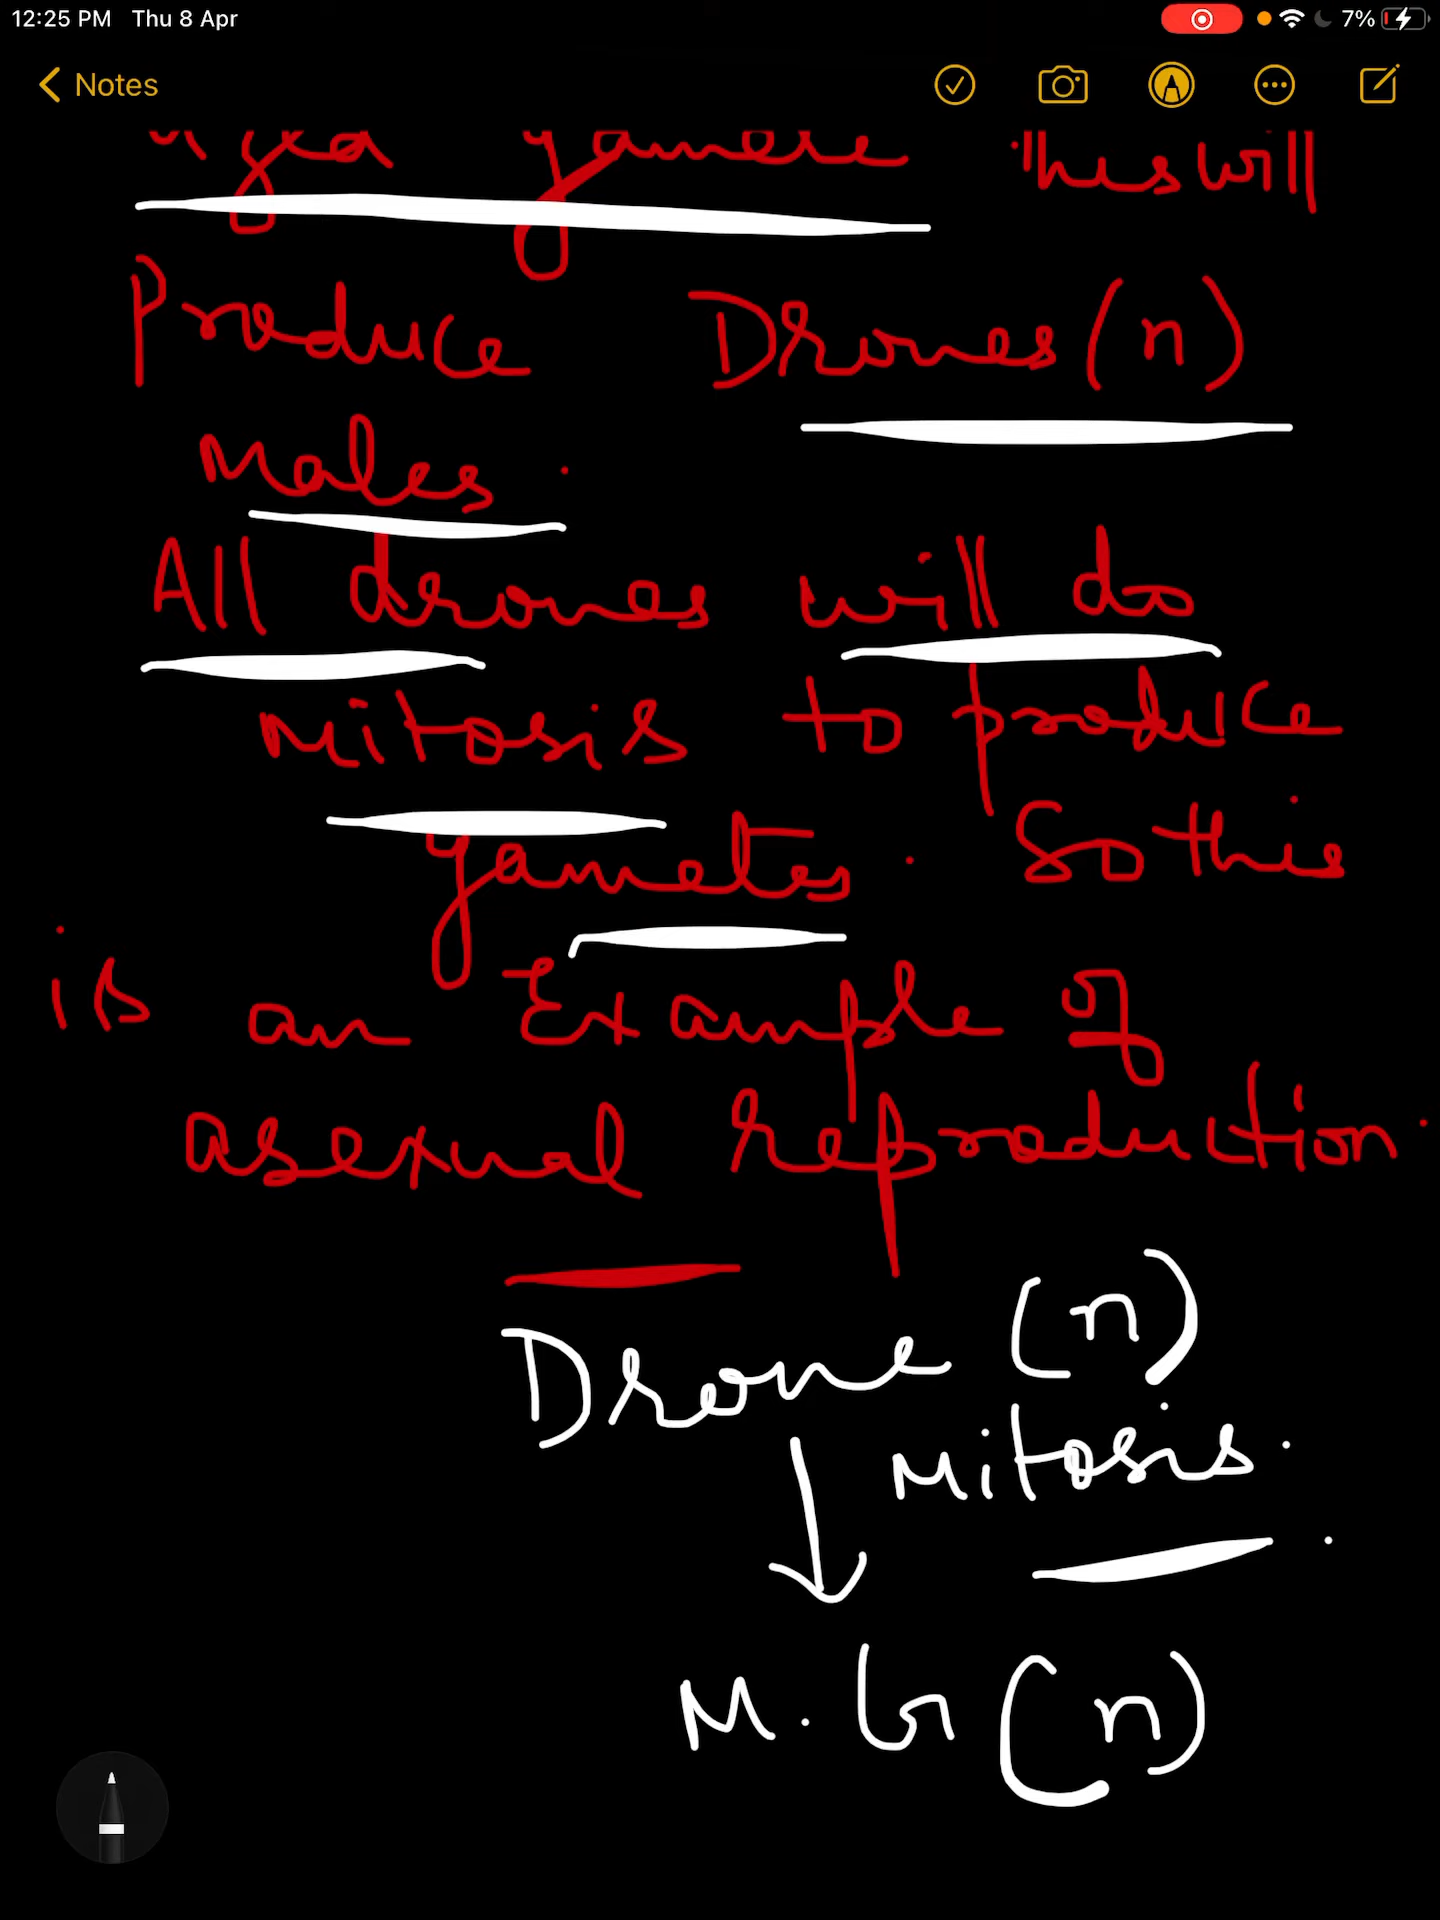 12:25 PM Thu 8 Apr 7%
Notes
gamete This will
Produce Drones (n)
Males.
All drones will do
mitosis to produce
gametes. So this
is an Example of
asexual reproduction.
Drone (n)
Mitosis.
M. G (n)